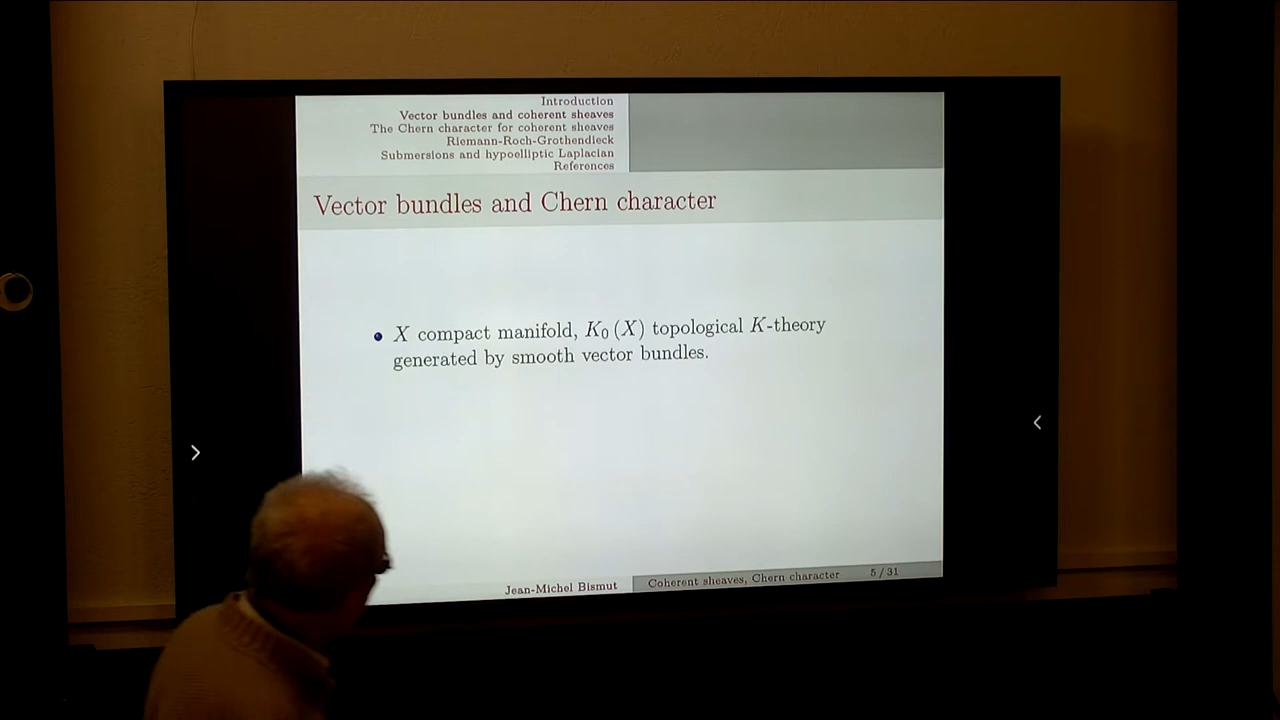 Introduction
Vector bundles and coherent sheaves
The Chern character for coherent sheaves
Riemann-Roch-Grothendieck
Submersions and hypoelliptic Laplacian
References
Vector bundles and Chern character
X compact manifold, K₀ (X) topological K-theory
generated by smooth vector bundles.
Jean-Michel Bismut
Coherent sheaves, Chern character
5 / 31